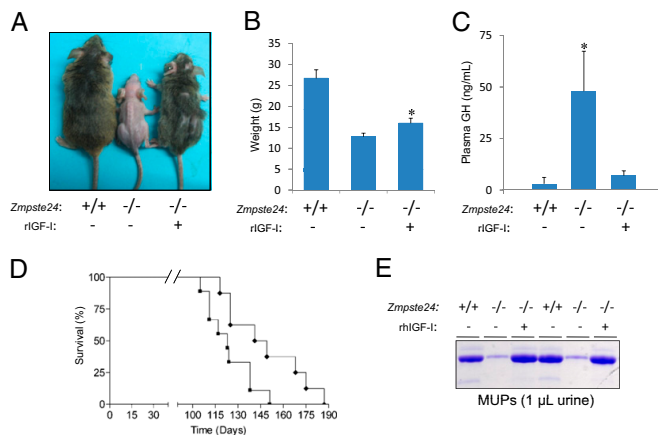 A
Zmpste24: +/+ -/- -/-
rIGF-I: - - +
B
Weight (g)
35
30
25
20
15
10
5
0
*
Zmpste24: +/+ -/- -/-
rIGF-I: - - +
C
Plasma GH (ng/mL)
75
50
25
0
*
Zmpste24: +/+ -/- -/-
rIGF-I: - - +
D
Survival (%)
100
75
50
25
0
0 15 30 100 115 130 145 160 175 190
Time (Days)
E
Zmpste24: +/+ -/- -/- +/+ -/- -/-
rhIGF-I: - - + - - +
MUPs (1 µL urine)